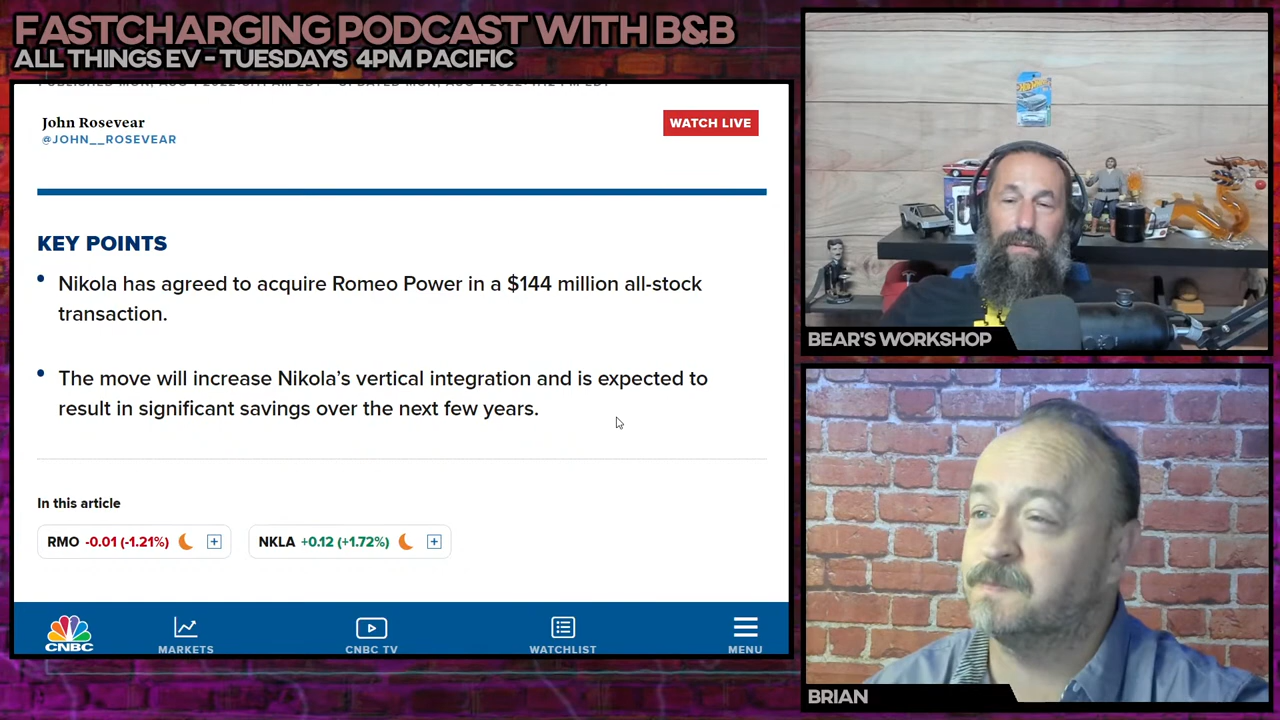 FASTCHARGING PODCAST WITH B&B
ALL THINGS EV - TUESDAYS 4PM PACIFIC
John Rosevear
@JOHN__ROSEVEAR
WATCH LIVE
KEY POINTS
• Nikola has agreed to acquire Romeo Power in a $144 million all-stock
transaction.
• The move will increase Nikola’s vertical integration and is expected to
result in significant savings over the next few years.
In this article
RMO -0.01 (-1.21%)
NKLA +0.12 (+1.72%)
CNBC
MARKETS
CNBC TV
WATCHLIST
MENU
BEAR'S WORKSHOP
BRIAN